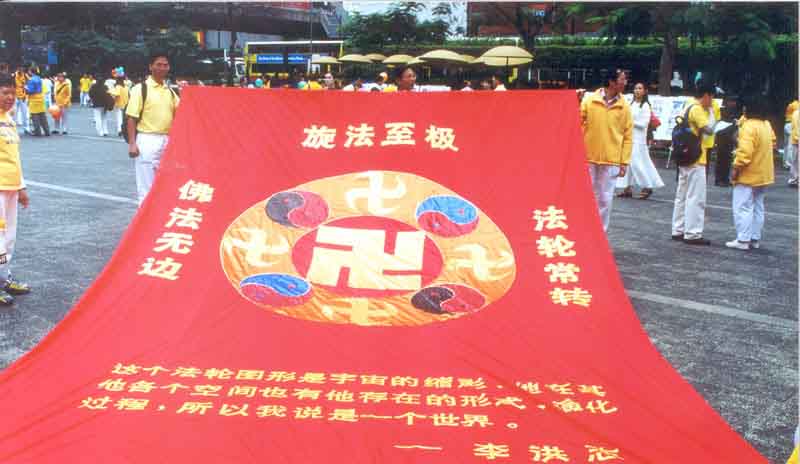 旋法至极
佛法无边
法轮常转
这个法轮图形是宇宙的缩影，他在其
他各个空间也有他存在的形式，演化
过程，所以我说是一个世界。
——李洪志